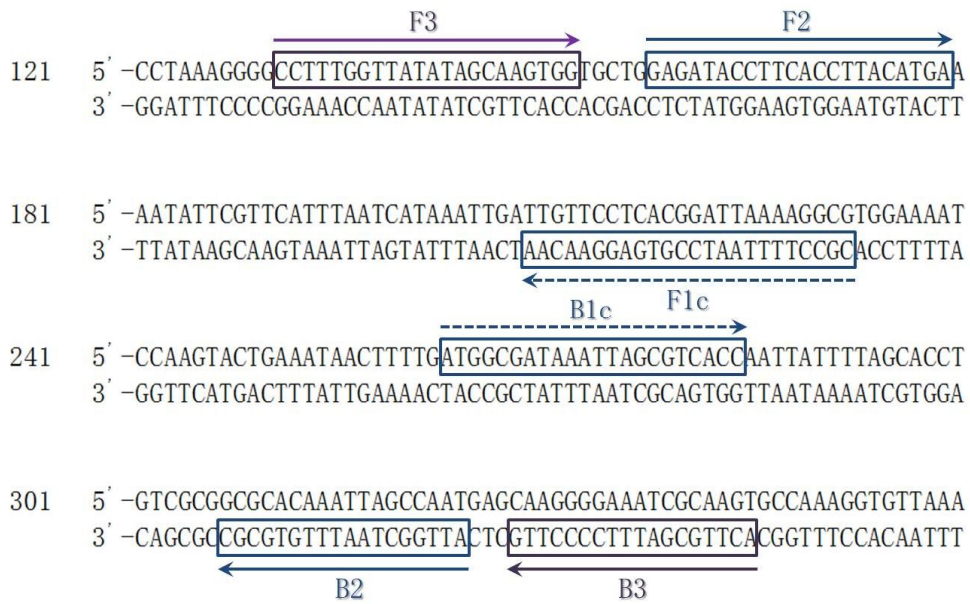 F3 F2
121 5' -CCTAAAGGGGCCTTTGGTTATATAGCAAGTGGTGCTGGAGATACCTTCACCTTACATGAA
3' -GGATTTCCCCGGAAACCAATATATCGTTCACCACGACCTCTATGGAAGTGGAATGTACTT
181 5' -AATATTCGTTCATTTAATCATAAATTGATTGTTCCTCACGGATTAAAAGGCGTGGAAAAT
3' -TTATAAGCAAGTAAATTAGTATTTAACTAACAAGGAGTGCCTAATTTTCCGCACCTTTTA
F1c
B1c
241 5' -CCAAGTACTGAAATAACTTTTGATGGCGATAAATTAGCGTCACCAATTATTTTAGCACCT
3' -GGTTCATGACTTTATTGAAAACTACCGCTATTTAATCGCAGTGGTTAATAAAATCGTGGA
301 5' -GTCGCGGCGCACAAATTAGCCAATGAGCAAGGGGAAATCGCAAGTGCCAAAGGTGTTAAA
3' -CAGCGCCGCGTGTTTAATCGGTTACTCGTTCCCCTTTAGCGTTCACGGTTTCCACAATTT
B2 B3